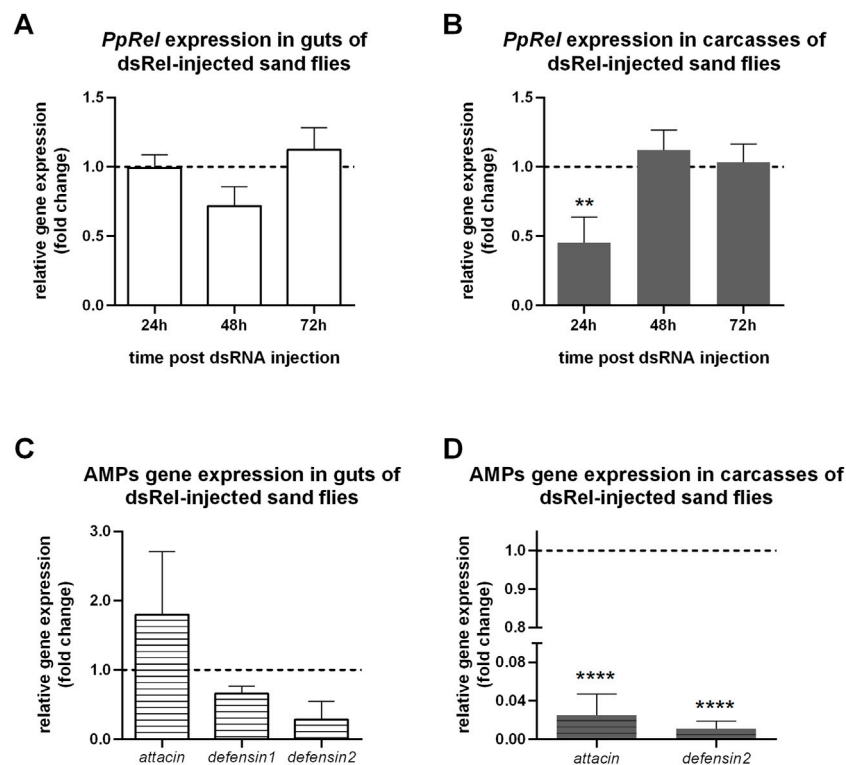 A
PpRel expression in guts of
dsRel-injected sand flies
relative gene expression
(fold change)
1.5
1.0
0.5
0.0
24h
48h
72h
time post dsRNA injection
B
PpRel expression in carcasses of
dsRel-injected sand flies
relative gene expression
(fold change)
1.5
1.0
0.5
0.0
**
24h
48h
72h
time post dsRNA injection
C
AMPs gene expression in guts of
dsRel-injected sand flies
relative gene expression
(fold change)
3.0
2.0
1.0
0.0
attacin
defensin1
defensin2
D
AMPs gene expression in carcasses of
dsRel-injected sand flies
relative gene expression
(fold change)
1.0
0.9
0.8
0.08
0.04
0.00
****
****
attacin
defensin2